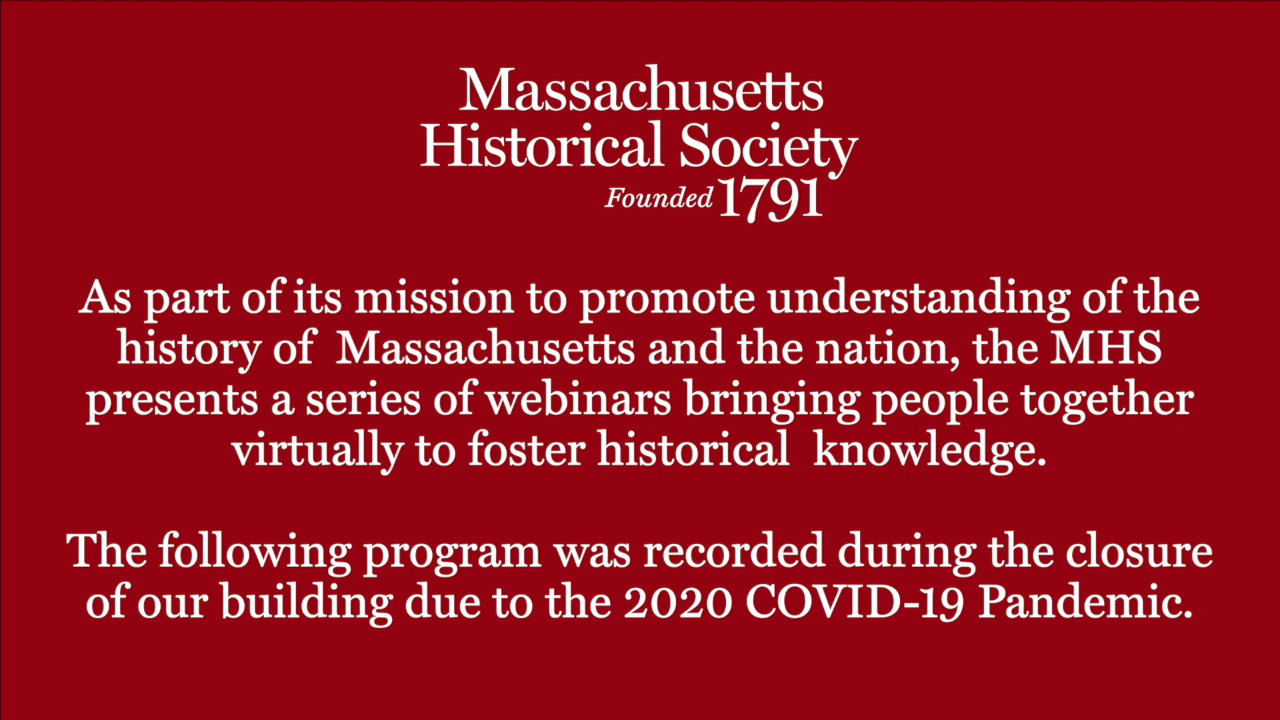 Massachusetts
Historical Society
Founded 1791
As part of its mission to promote understanding of the
history of Massachusetts and the nation, the MHS
presents a series of webinars bringing people together
virtually to foster historical knowledge.
The following program was recorded during the closure
of our building due to the 2020 COVID-19 Pandemic.